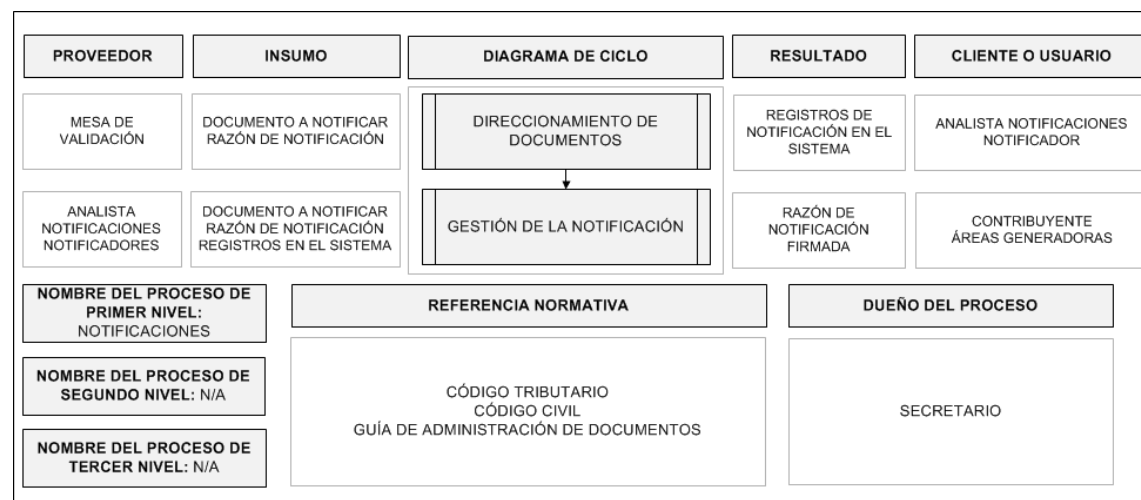 PROVEEDOR
INSUMO
DIAGRAMA DE CICLO
RESULTADO
CLIENTE O USUARIO
MESA DE
VALIDACIÓN
DOCUMENTO A NOTIFICAR
RAZÓN DE NOTIFICACIÓN
DIRECCIONAMIENTO DE
DOCUMENTOS
REGISTROS DE
NOTIFICACIÓN EN EL
SISTEMA
ANALISTA NOTIFICACIONES
NOTIFICADOR
ANALISTA
NOTIFICACIONES
NOTIFICADORES
DOCUMENTO A NOTIFICAR
RAZÓN DE NOTIFICACIÓN
REGISTROS EN EL SISTEMA
GESTIÓN DE LA NOTIFICACIÓN
RAZÓN DE
NOTIFICACIÓN
FIRMADA
CONTRIBUYENTE
ÁREAS GENERADORAS
NOMBRE DEL PROCESO DE
PRIMER NIVEL:
NOTIFICACIONES
NOMBRE DEL PROCESO DE
SEGUNDO NIVEL: N/A
NOMBRE DEL PROCESO DE
TERCER NIVEL: N/A
REFERENCIA NORMATIVA
CÓDIGO TRIBUTARIO
CÓDIGO CIVIL
GUÍA DE ADMINISTRACIÓN DE DOCUMENTOS
DUEÑO DEL PROCESO
SECRETARIO